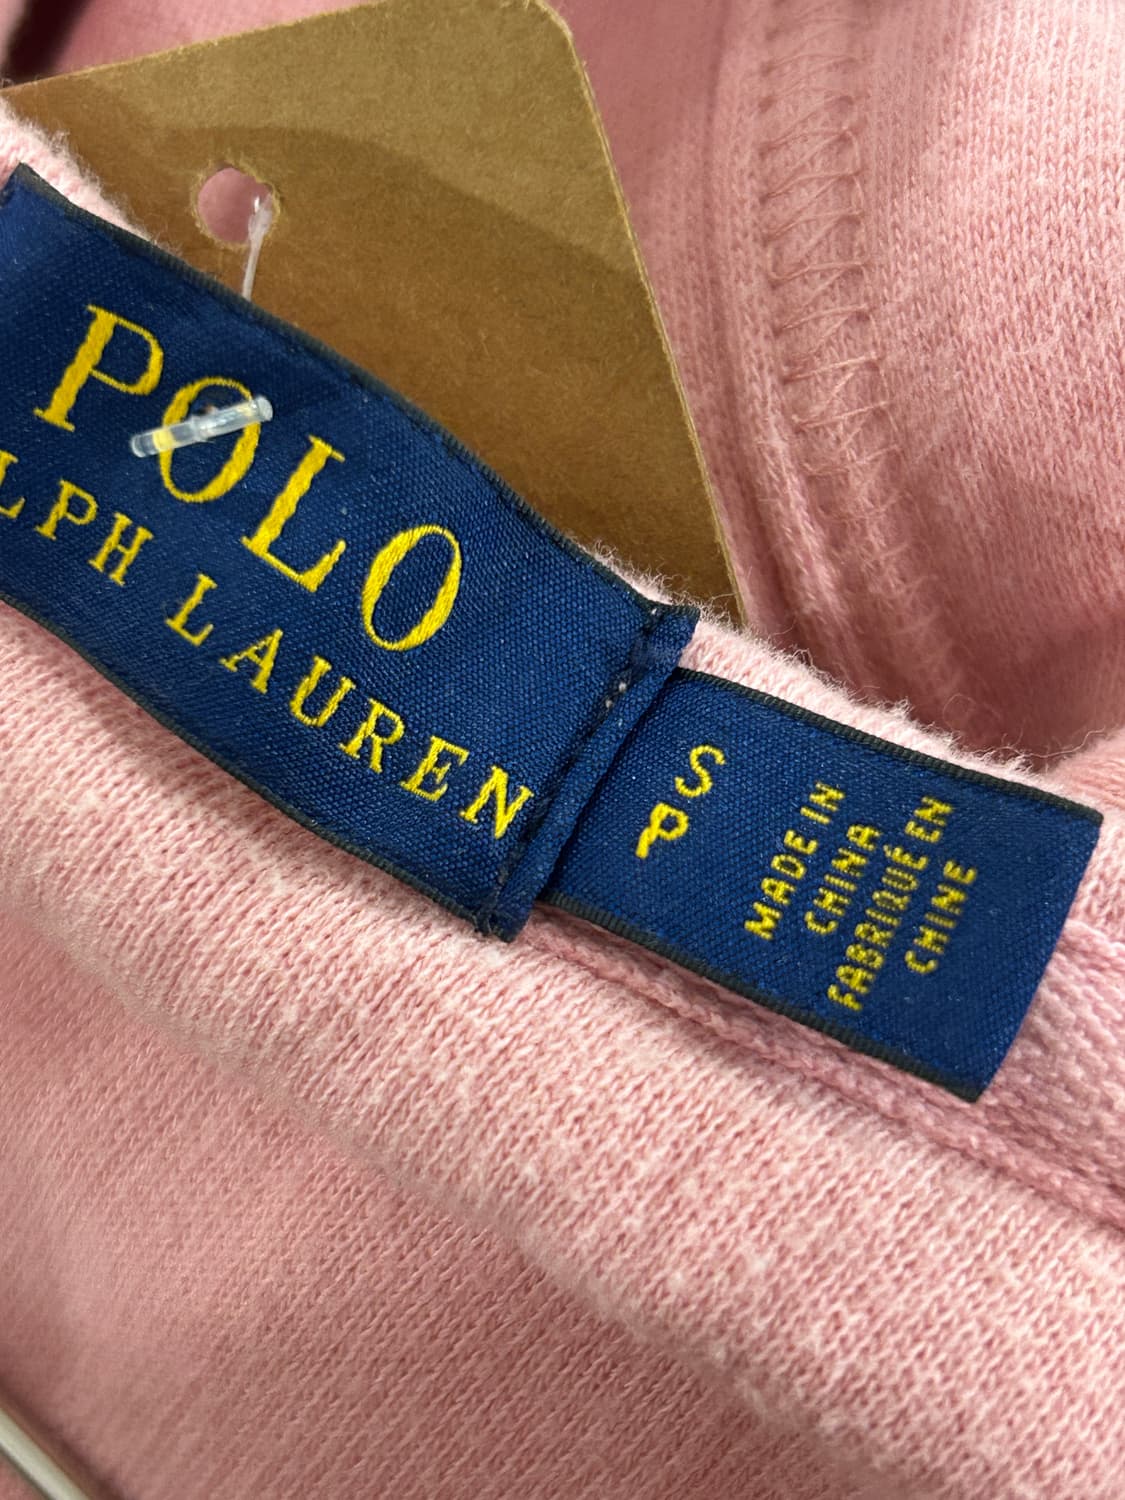 POLO
LPH LAUREN
S
P
MADE IN
CHINA
FABRIQUÉ EN
CHINE